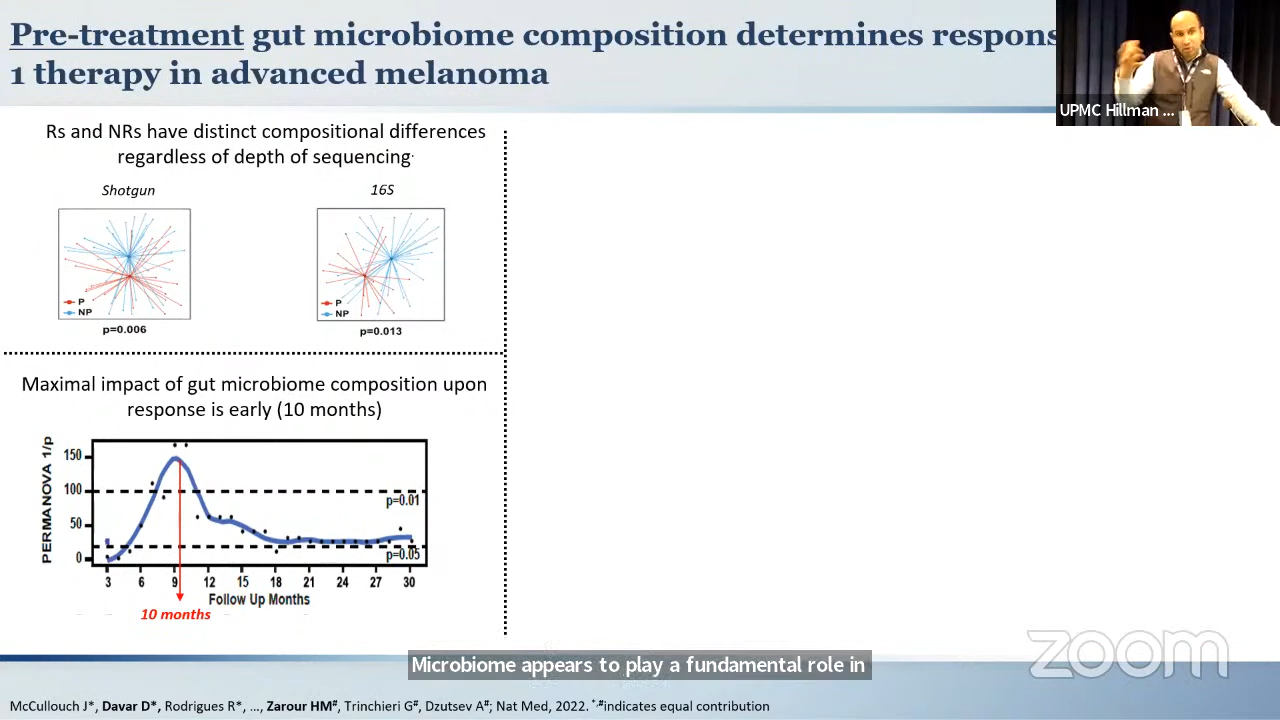 Pre-treatment gut microbiome composition determines respons
1 therapy in advanced melanoma
UPMC Hillman ...
Rs and NRs have distinct compositional differences
regardless of depth of sequencing.
Shotgun
16S
P
NP
p=0.006
P
NP
p=0.013
Maximal impact of gut microbiome composition upon
response is early (10 months)
PERMANOVA 1/p
150
100
50
0
p=0.01
p=0.05
3 6 9 12 15 18 21 24 27 30
Follow Up Months
10 months
zoom
Microbiome appears to play a fundamental role in
McCullouch J*, Davar D*, Rodrigues R*, ..., Zarour HM#, Trinchieri G#, Dzutsev A#; Nat Med, 2022. *,#indicates equal contribution